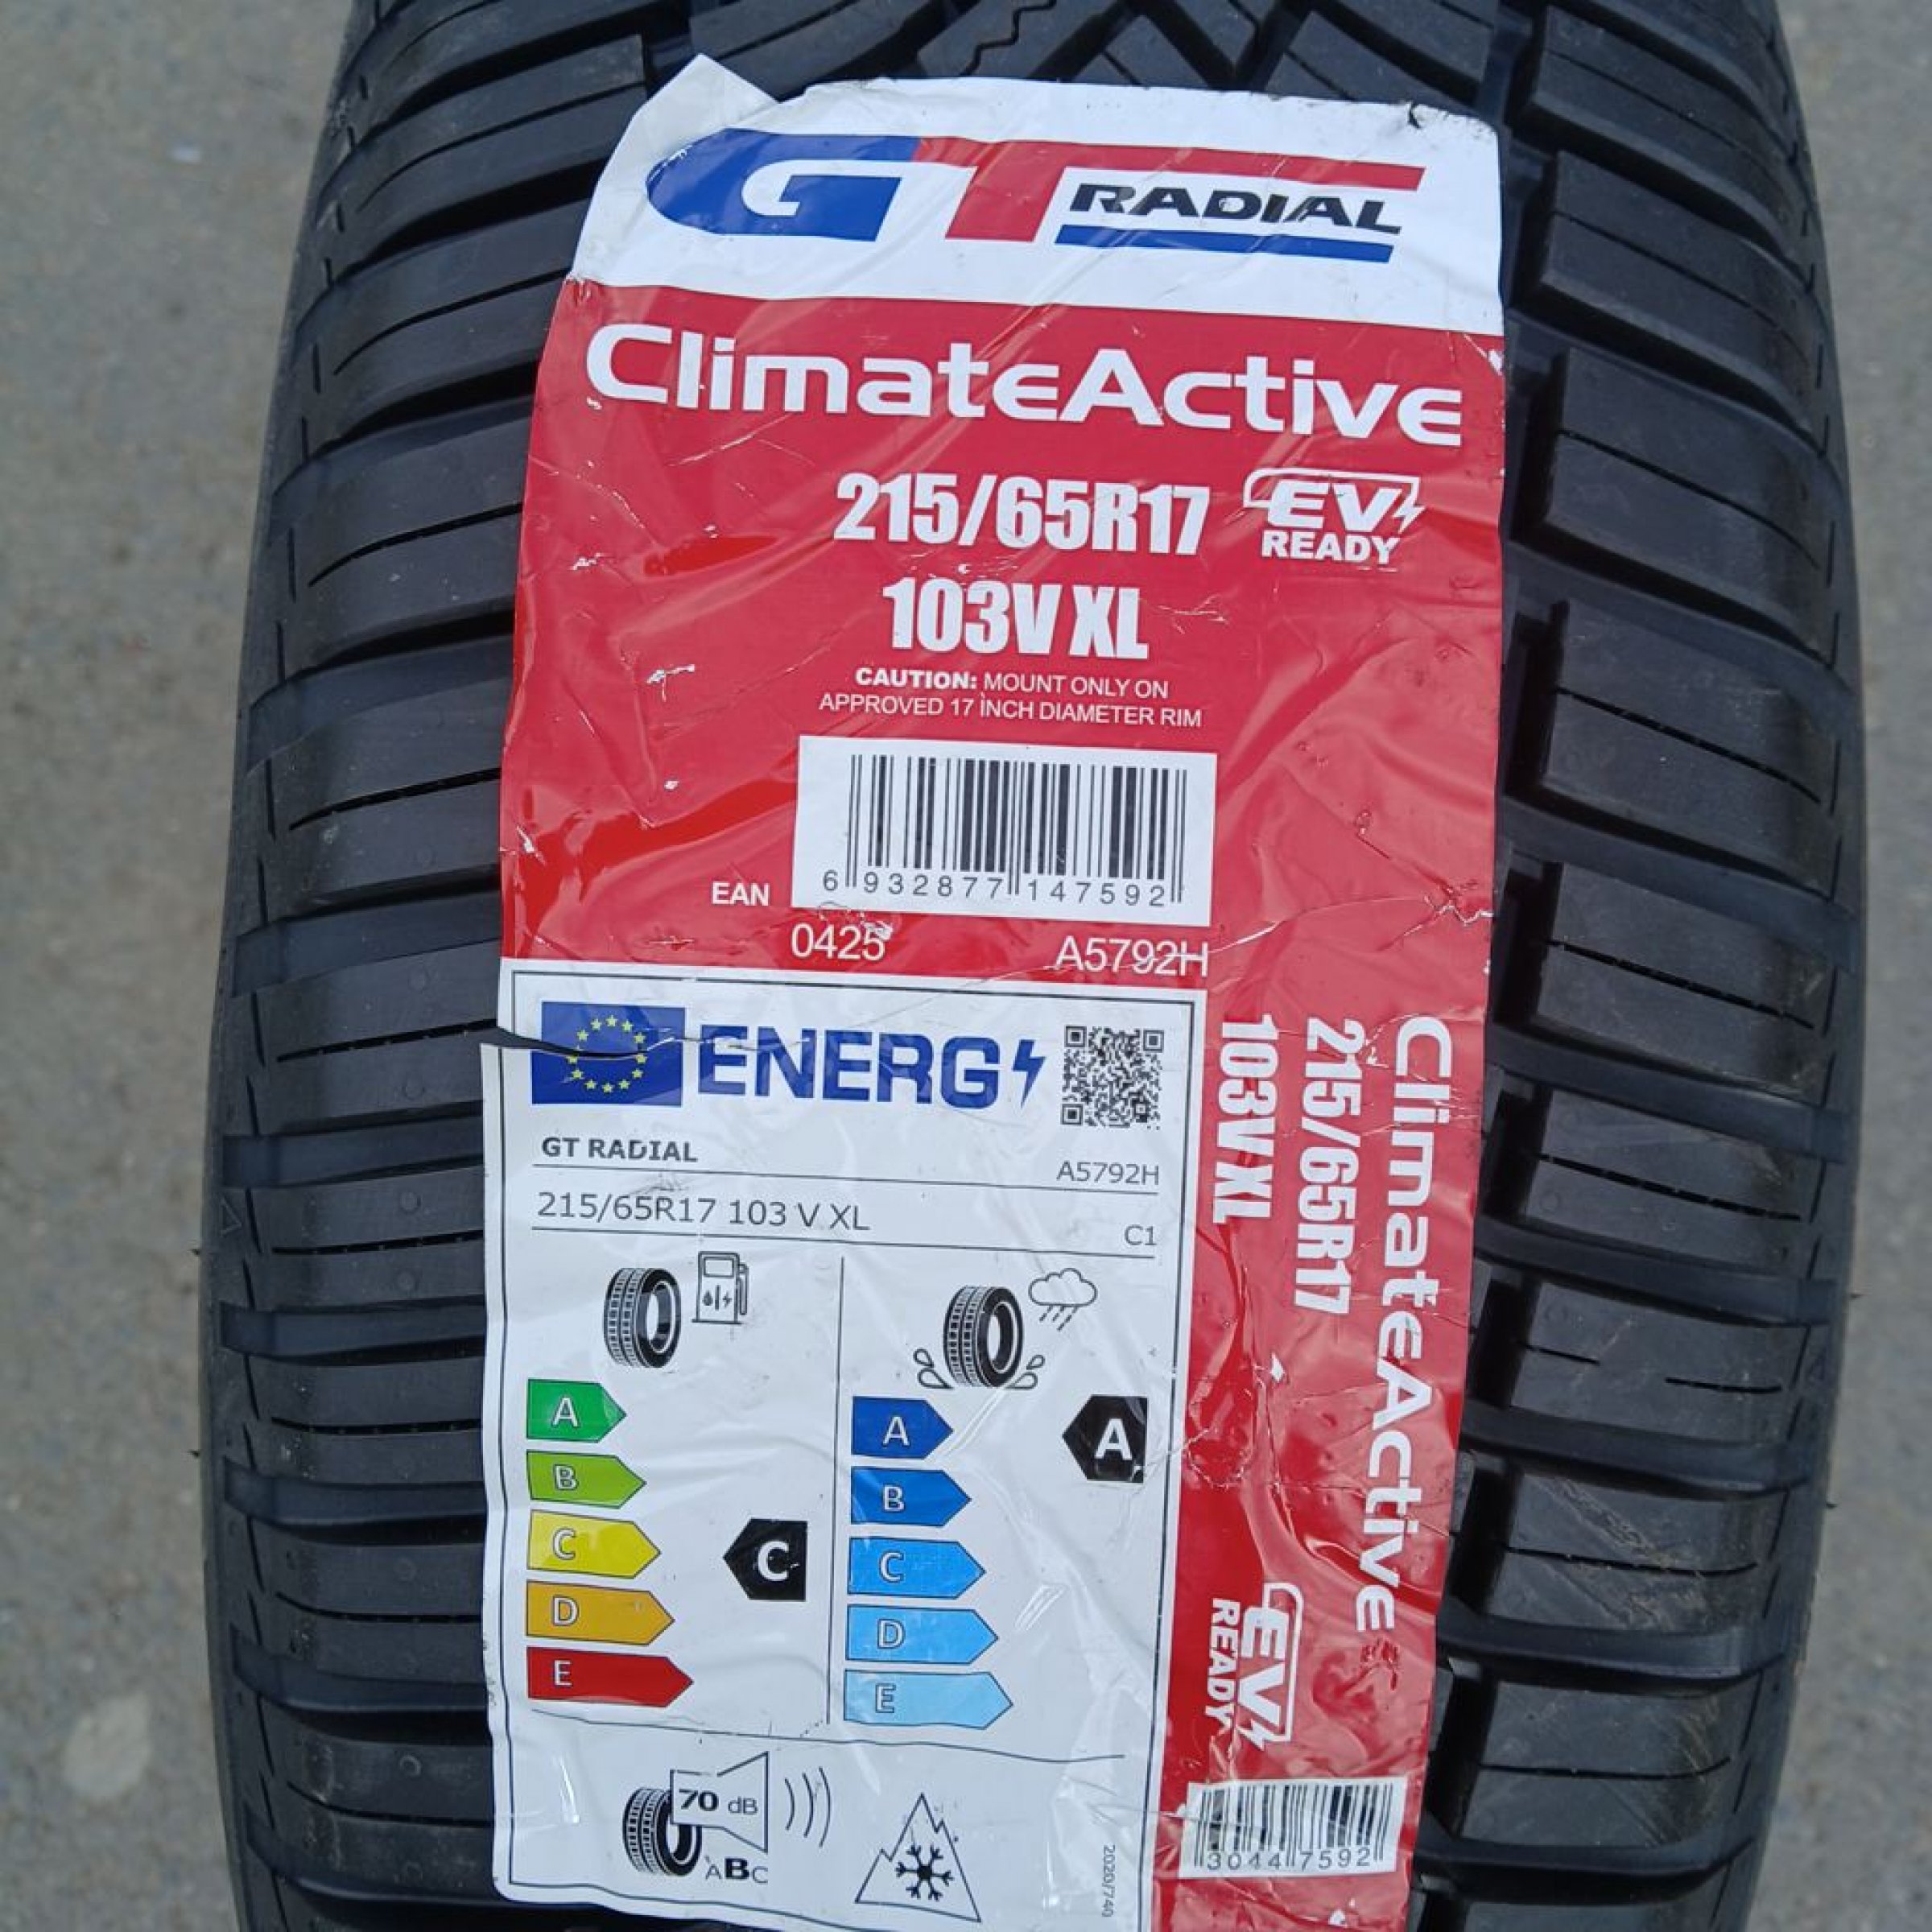 GT RADIAL
ClimateActive
215/65R17 EV READY
103V XL
CAUTION: MOUNT ONLY ON
APPROVED 17 INCH DIAMETER RIM
6 932877 147592
EAN
0425 A5792H
ENERG
GT RADIAL A5792H
215/65R17 103 V XL C1
A A A
B B
C C C
D D
E E
70 dB
ABC
2020/740
ClimateActive
215/65R17
103V XL
EV READY
30447592